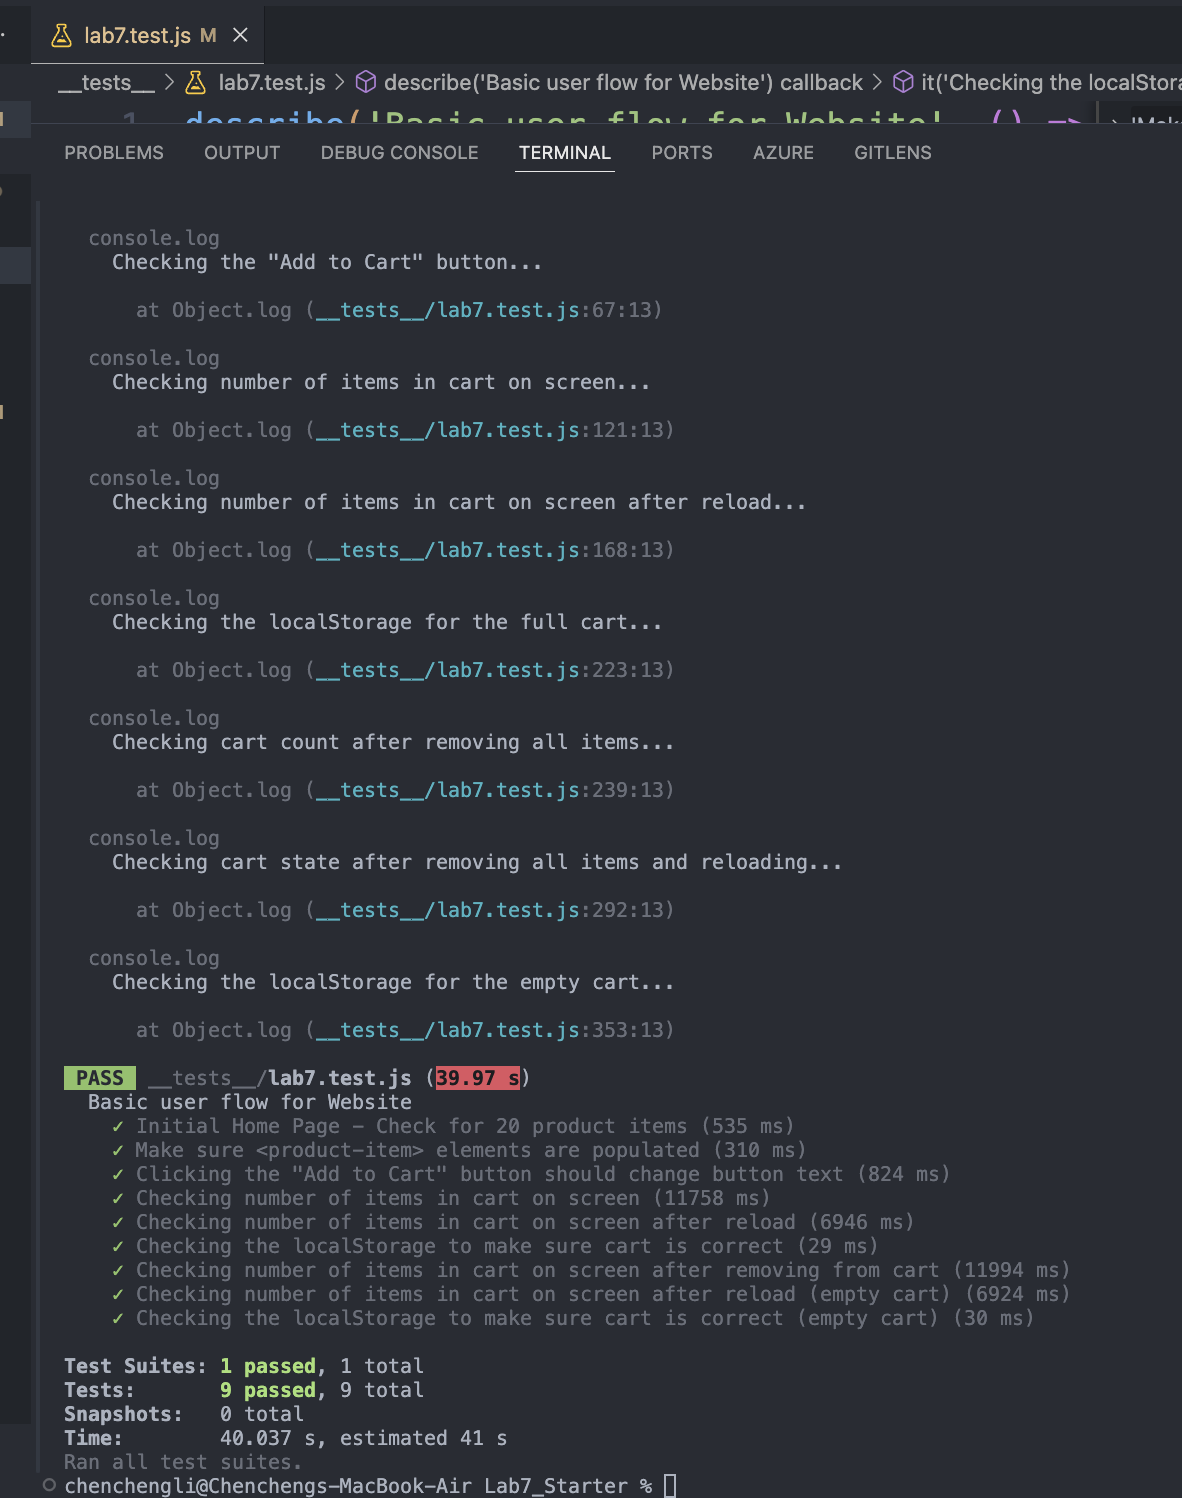 lab7.test.js M
__tests__ > lab7.test.js > describe('Basic user flow for Website') callback > it('Checking the localStora
1 describe('Basic user flow for Website', () =>
PROBLEMS OUTPUT DEBUG CONSOLE TERMINAL PORTS AZURE GITLENS
console.log
Checking the "Add to Cart" button...
at Object.log (__tests__/lab7.test.js:67:13)
console.log
Checking number of items in cart on screen...
at Object.log (__tests__/lab7.test.js:121:13)
console.log
Checking number of items in cart on screen after reload...
at Object.log (__tests__/lab7.test.js:168:13)
console.log
Checking the localStorage for the full cart...
at Object.log (__tests__/lab7.test.js:223:13)
console.log
Checking cart count after removing all items...
at Object.log (__tests__/lab7.test.js:239:13)
console.log
Checking cart state after removing all items and reloading...
at Object.log (__tests__/lab7.test.js:292:13)
console.log
Checking the localStorage for the empty cart...
at Object.log (__tests__/lab7.test.js:353:13)
PASS __tests__/lab7.test.js (39.97 s)
Basic user flow for Website
✓ Initial Home Page – Check for 20 product items (535 ms)
✓ Make sure <product-item> elements are populated (310 ms)
✓ Clicking the "Add to Cart" button should change button text (824 ms)
✓ Checking number of items in cart on screen (11758 ms)
✓ Checking number of items in cart on screen after reload (6946 ms)
✓ Checking the localStorage to make sure cart is correct (29 ms)
✓ Checking number of items in cart on screen after removing from cart (11994 ms)
✓ Checking number of items in cart on screen after reload (empty cart) (6924 ms)
✓ Checking the localStorage to make sure cart is correct (empty cart) (30 ms)
Test Suites: 1 passed, 1 total
Tests: 9 passed, 9 total
Snapshots: 0 total
Time: 40.037 s, estimated 41 s
Ran all test suites.
chenchengli@Chenchengs-MacBook-Air Lab7_Starter %